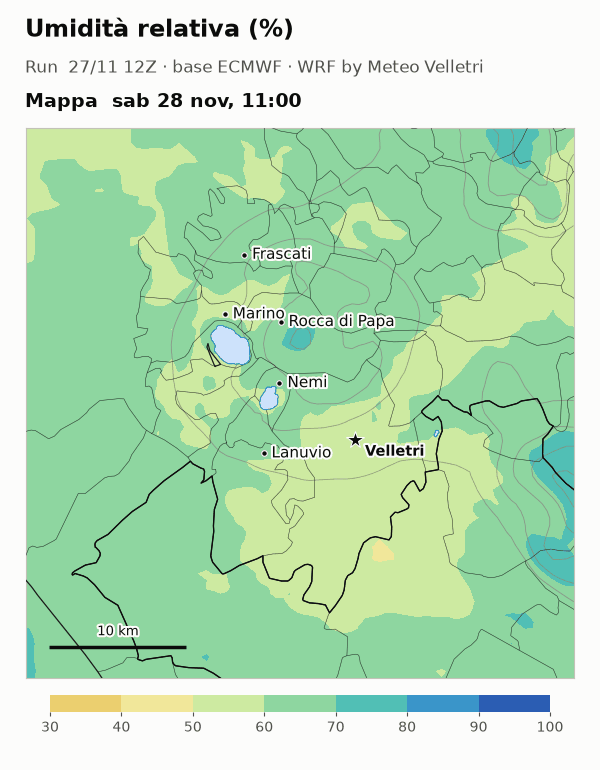 Umidità relativa (%)
Run  27/11 12Z · base ECMWF · WRF by Meteo Velletri
Mappa  sab 28 nov, 11:00
Frascati
Marino
Rocca di Papa
Nemi
Velletri
Lanuvio
10 km
30 40 50 60 70 80 90 100